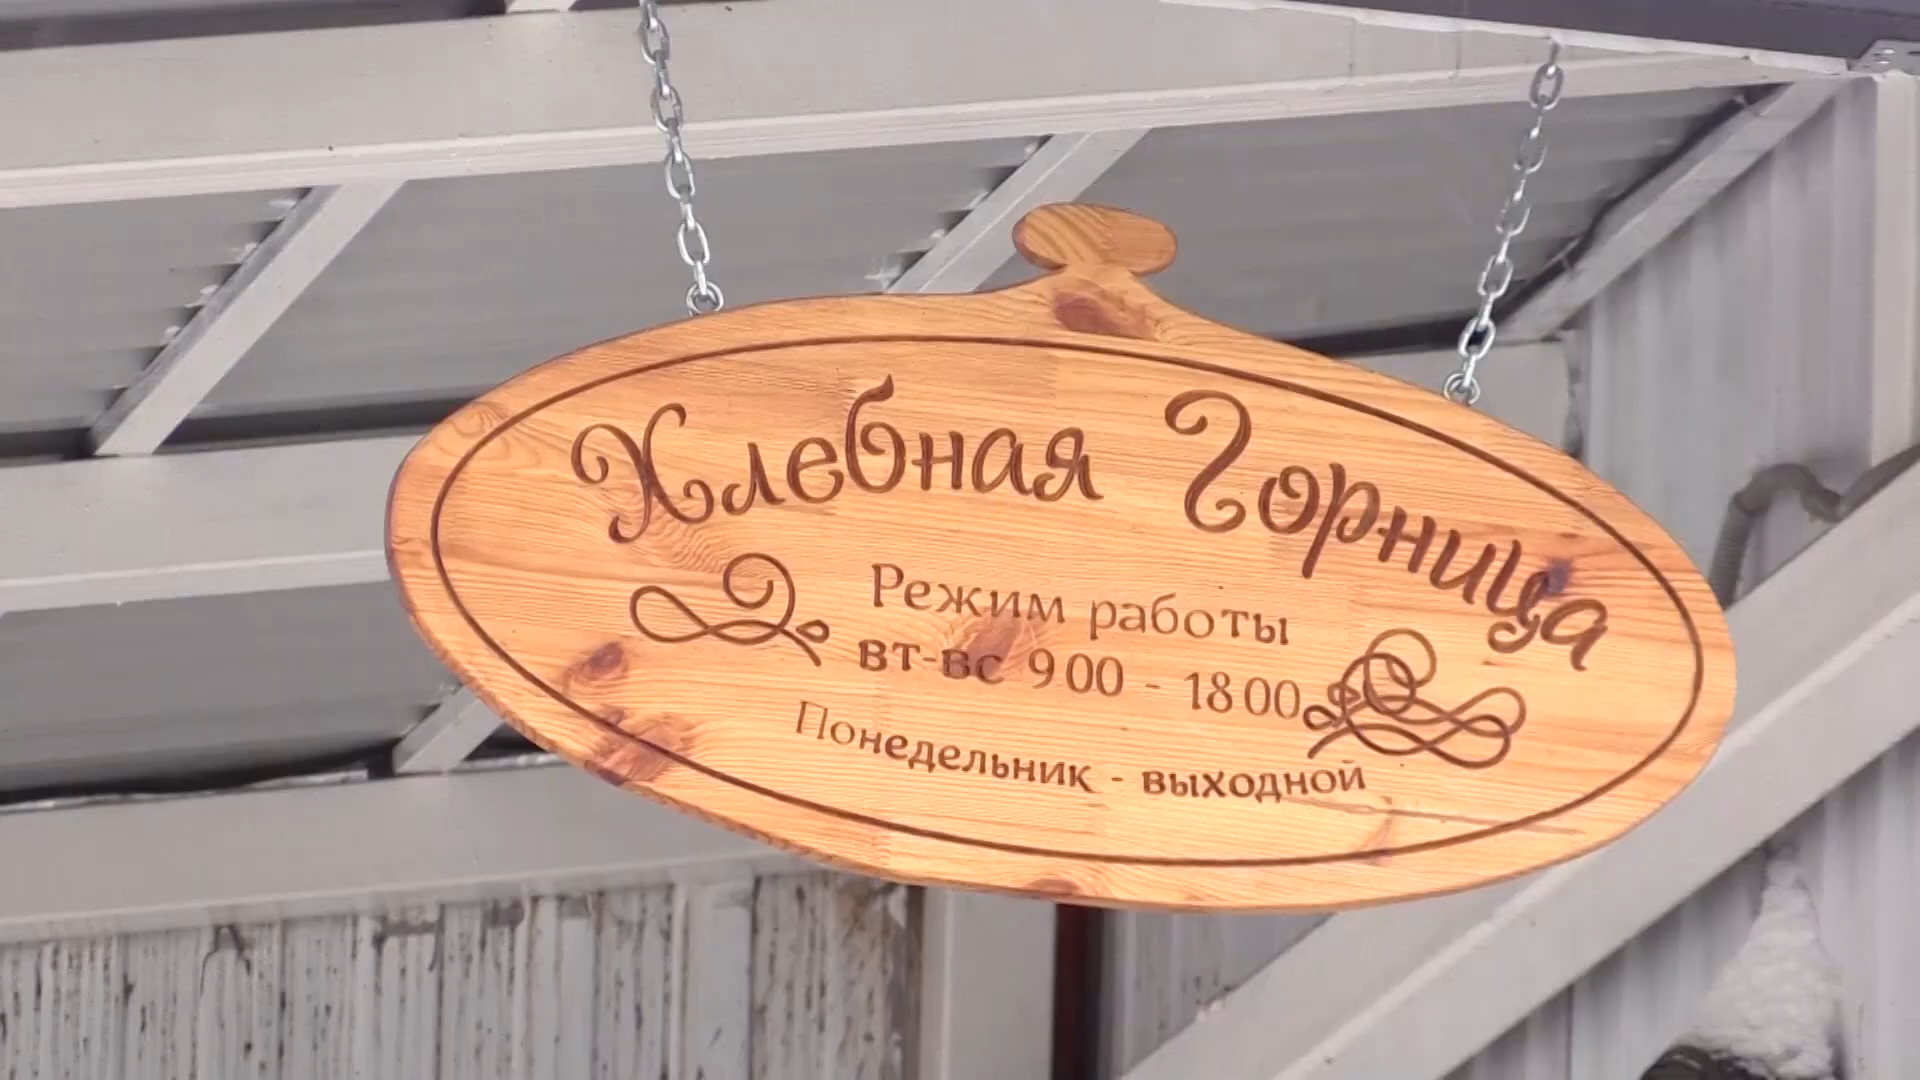 Хлебная Горница
Режим работы
вт-вс 9 00 - 18 00
Понедельник - выходной